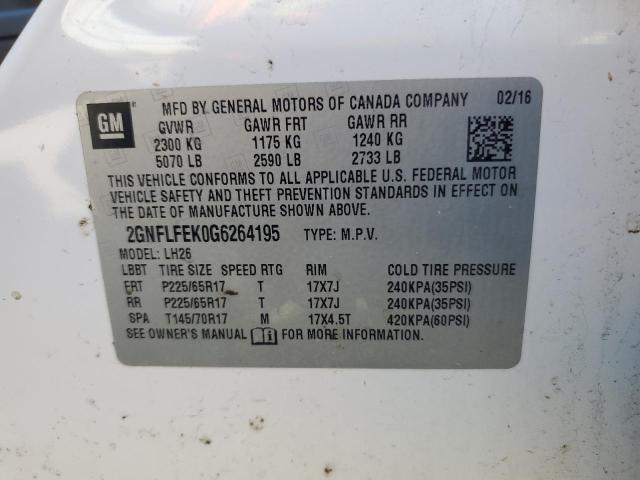 GM MFD BY GENERAL MOTORS OF CANADA COMPANY 02/16
GVWR GAWR FRT GAWR RR
2300 KG 1175 KG 1240 KG
5070 LB 2590 LB 2733 LB
THIS VEHICLE CONFORMS TO ALL APPLICABLE U.S. FEDERAL MOTOR
VEHICLE SAFETY AND THEFT PREVENTION STANDARDS IN EFFECT
ON THE DATE OF MANUFACTURE SHOWN ABOVE.
2GNFLFEK0G6264195 TYPE: M.P.V.
MODEL: LH26
LBBT TIRE SIZE SPEED RTG RIM COLD TIRE PRESSURE
FRT P225/65R17 T 17X7J 240KPA(35PSI)
RR P225/65R17 T 17X7J 240KPA(35PSI)
SPA T145/70R17 M 17X4.5T 420KPA(60PSI)
SEE OWNER'S MANUAL FOR MORE INFORMATION.